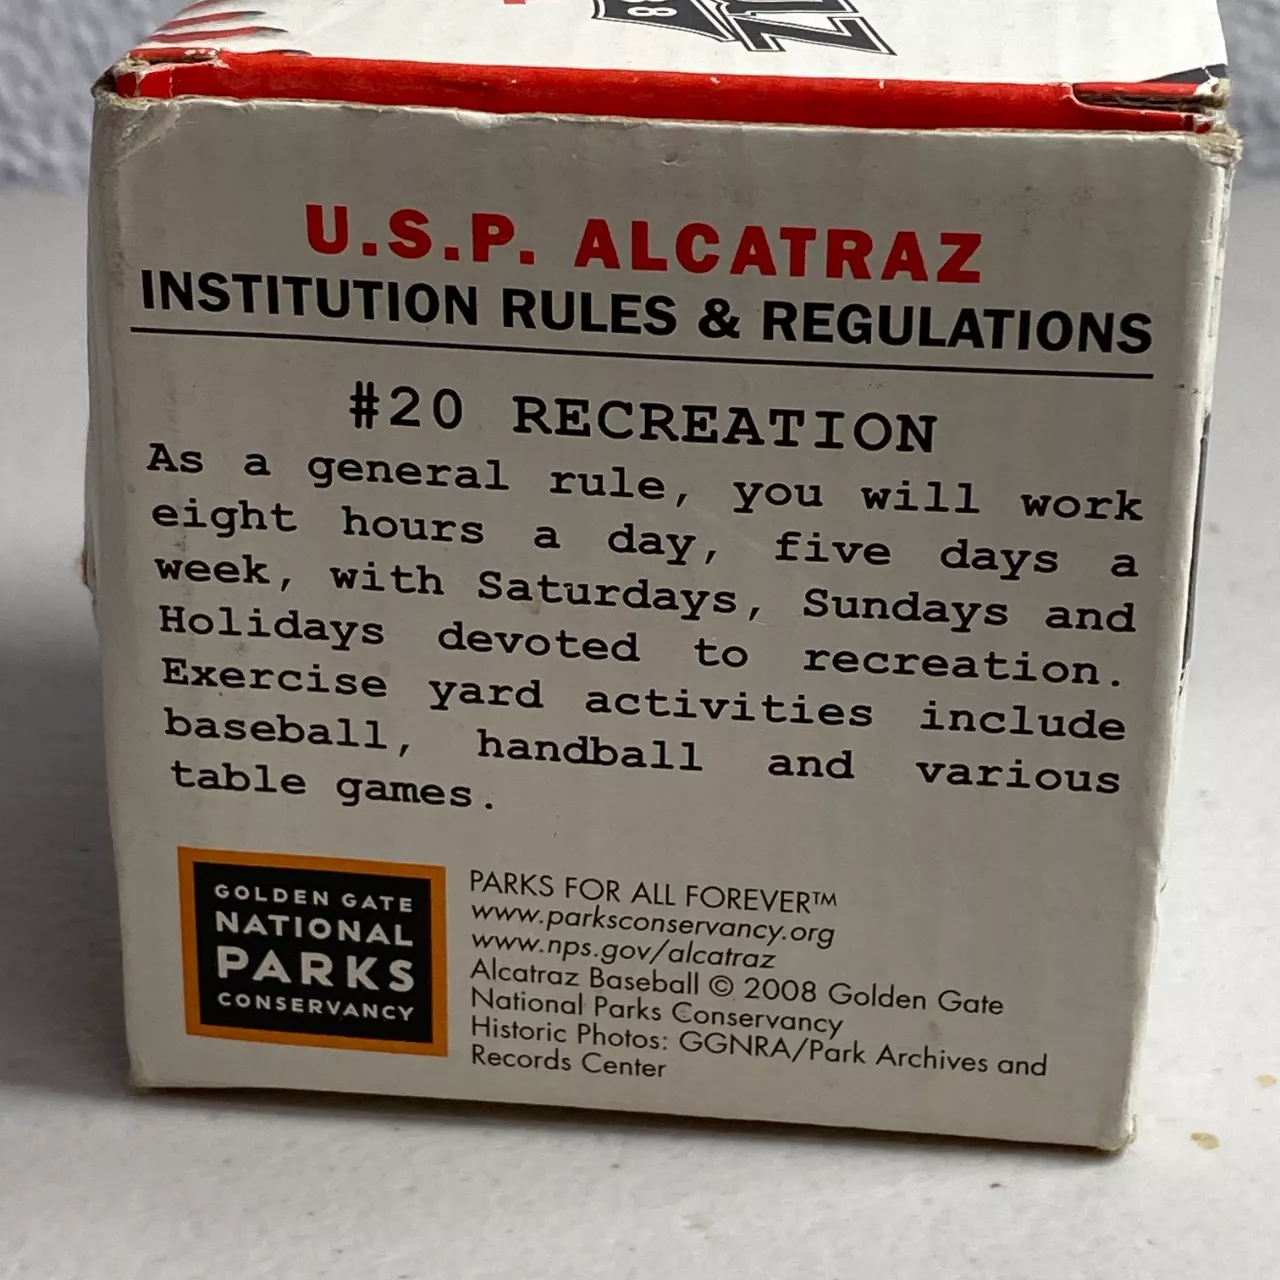 U.S.P. ALCATRAZ
INSTITUTION RULES & REGULATIONS
#20 RECREATION
As a general rule, you will work
eight hours a day, five days a
week, with Saturdays, Sundays and
Holidays devoted to recreation.
Exercise yard activities include
baseball, handball and various
table games.
GOLDEN GATE
NATIONAL
PARKS
CONSERVANCY
PARKS FOR ALL FOREVER™
www.parksconservancy.org
www.nps.gov/alcatraz
Alcatraz Baseball © 2008 Golden Gate
National Parks Conservancy
Historic Photos: GGNRA/Park Archives and
Records Center